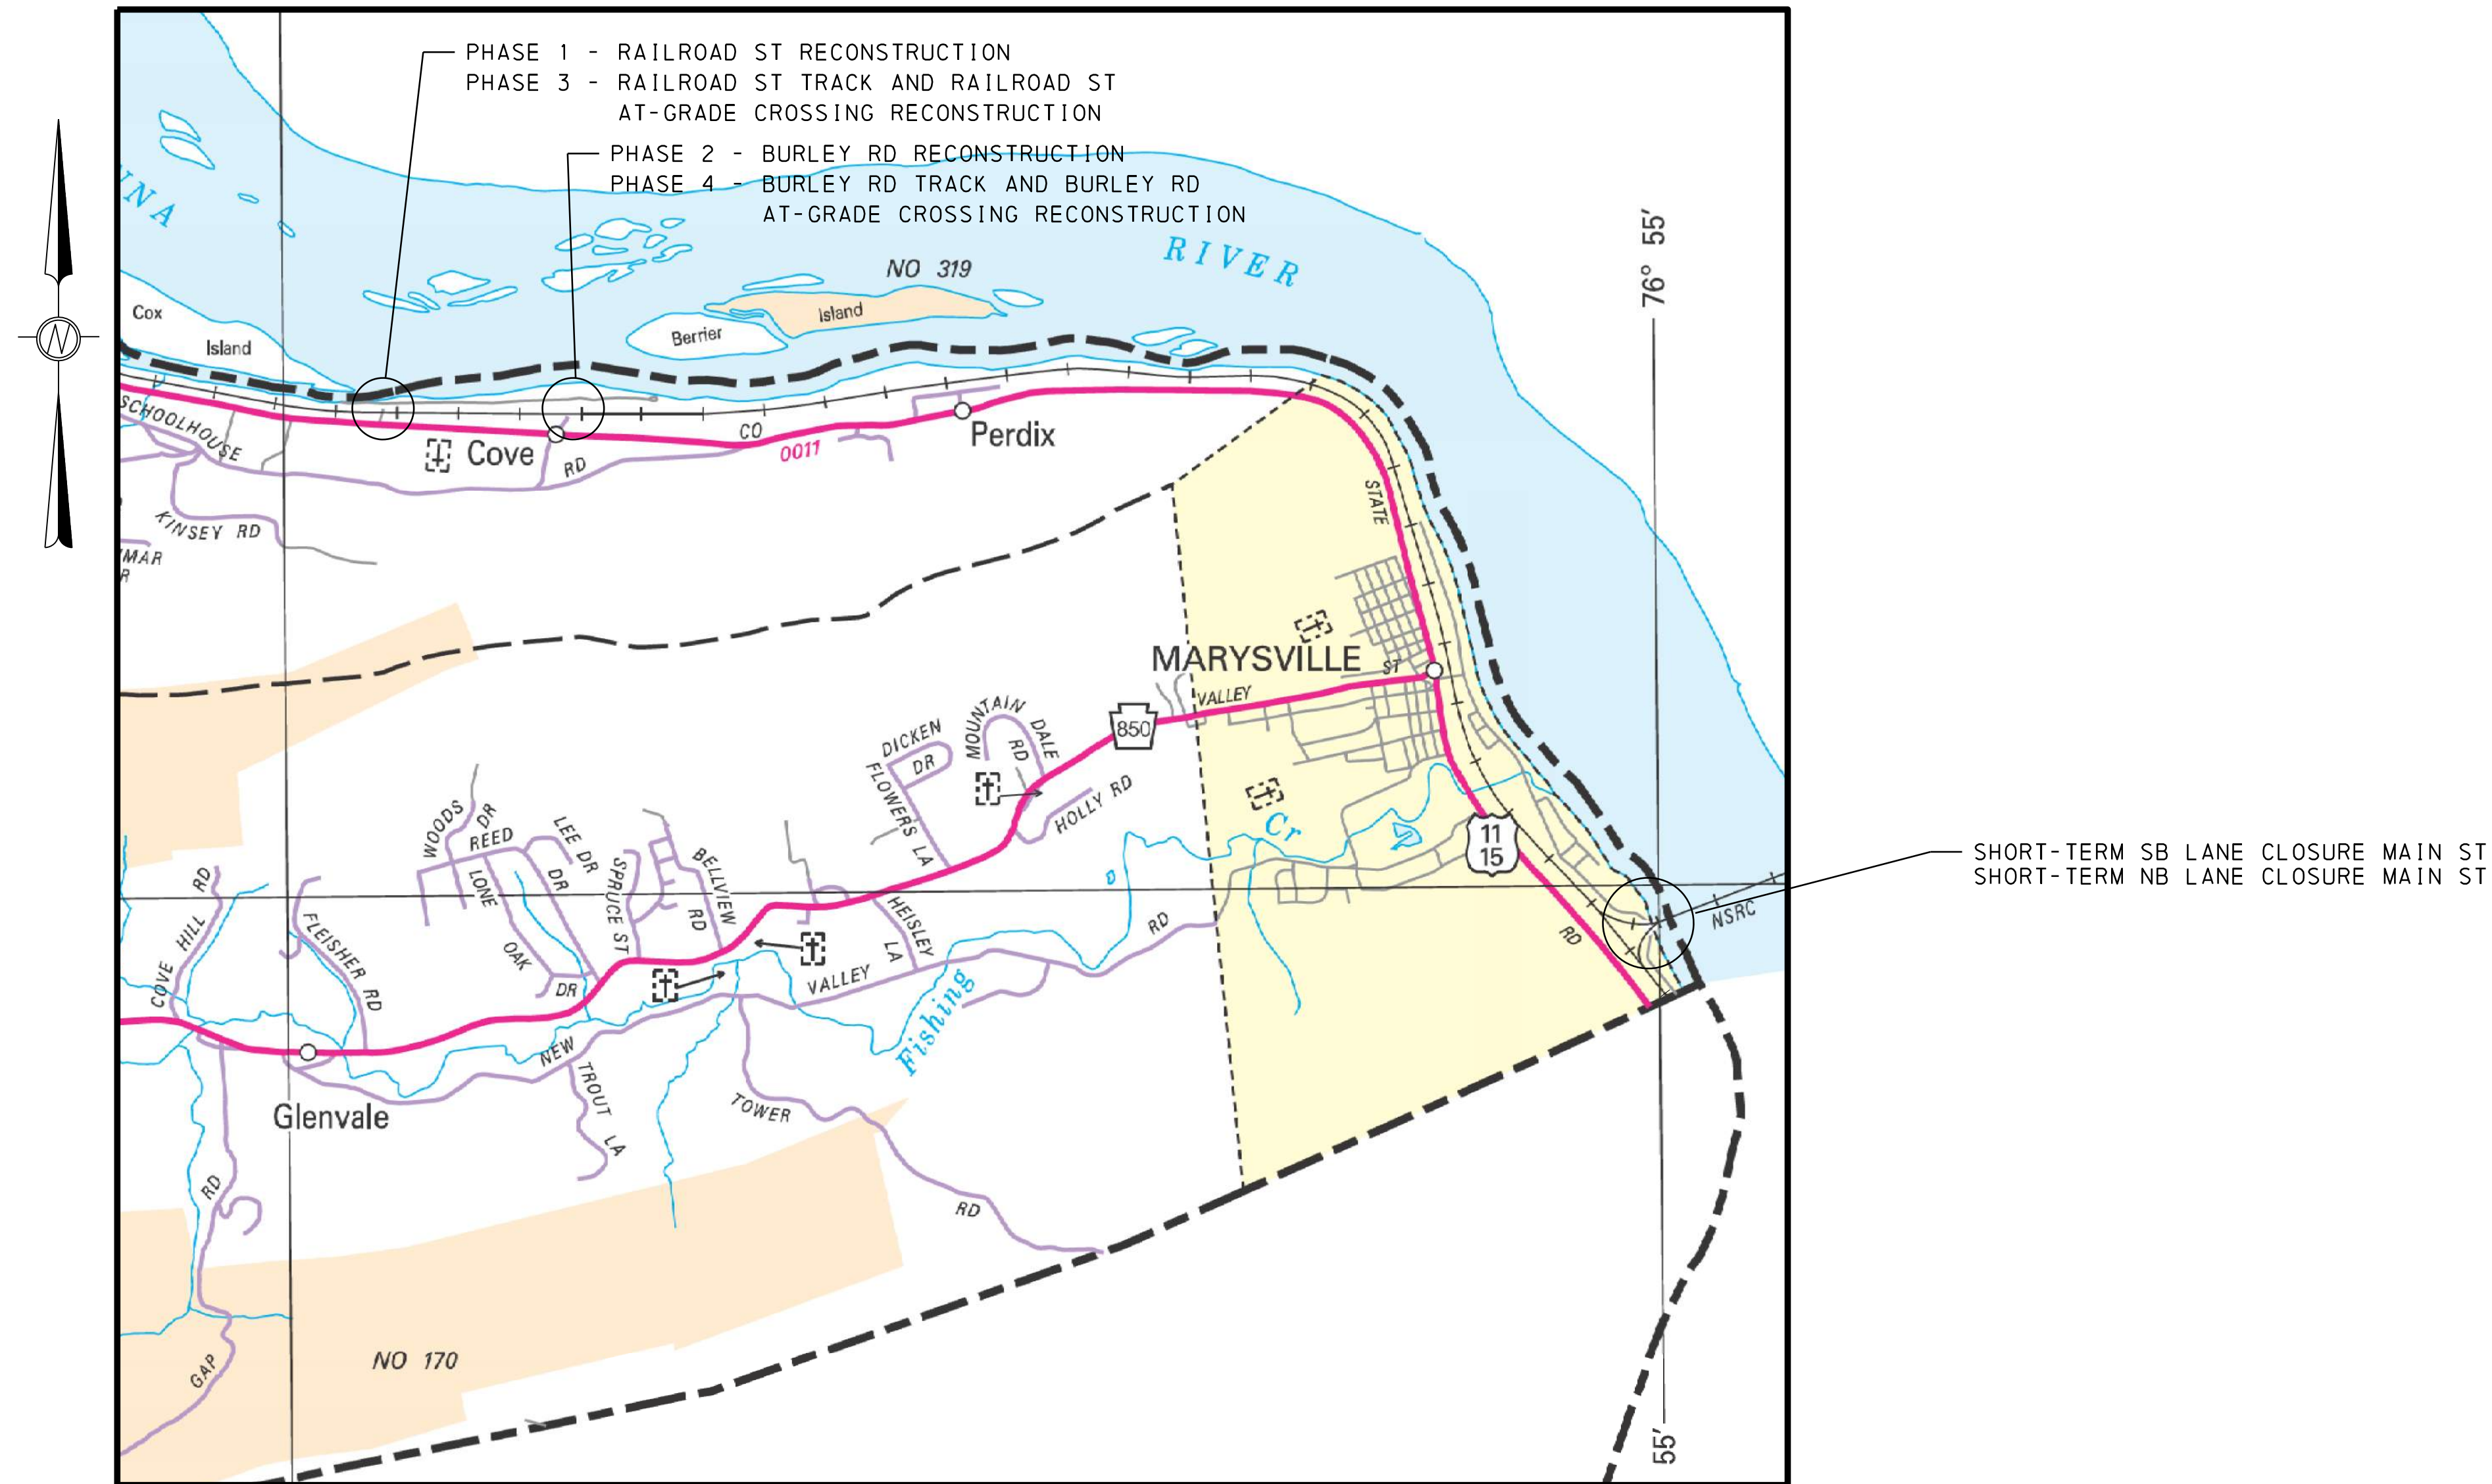 PHASE 1 - RAILROAD ST RECONSTRUCTION
PHASE 3 - RAILROAD ST TRACK AND RAILROAD ST
AT-GRADE CROSSING RECONSTRUCTION
PHASE 2 - BURLEY RD RECONSTRUCTION
PHASE 4 - BURLEY RD TRACK AND BURLEY RD
AT-GRADE CROSSING RECONSTRUCTION
NNA
RIVER
NO 319
76° 55'
N
Cox
Island
Berrier
Island
SCHOOLHOUSE
RD
Cove
CO
0011
Perdix
STATE
KINSEY RD
MAR
R
MARYSVILLE
VALLEY
ST
850
MOUNTAIN
DALE
RD
DICKEN
DR
FLOWERS LA
HOLLY RD
Cr
11
15
SHORT-TERM SB LANE CLOSURE MAIN ST
SHORT-TERM NB LANE CLOSURE MAIN ST
WOODS
DR
REED
LEE DR
DR
LONE
OAK
DR
SPRUCE ST
BELLVIEW
RD
HEISLEY
LA
COVE HILL RD
FLEISHER
RD
VALLEY
RD
RD
NSRC
Fishing
NEW
TROUT LA
TOWER
RD
Glenvale
RD
GAP
NO 170
55'